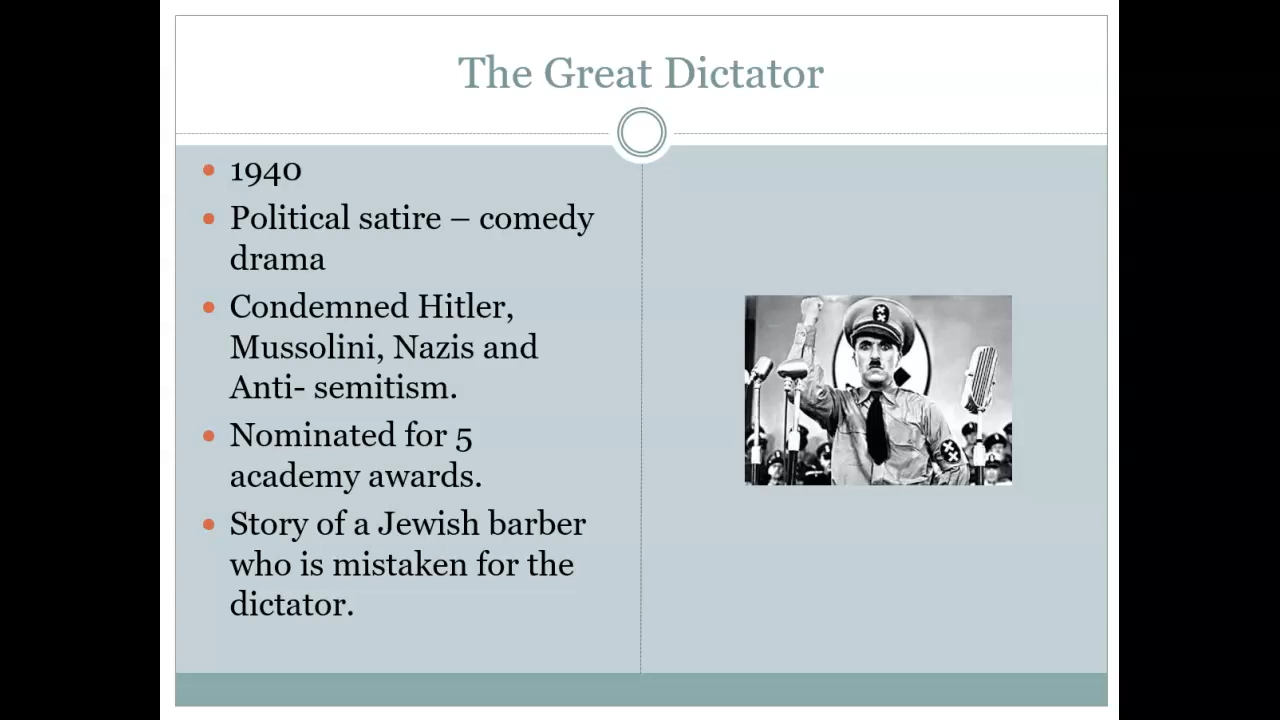 The Great Dictator
1940
Political satire – comedy
drama
Condemned Hitler,
Mussolini, Nazis and
Anti- semitism.
Nominated for 5
academy awards.
Story of a Jewish barber
who is mistaken for the
dictator.